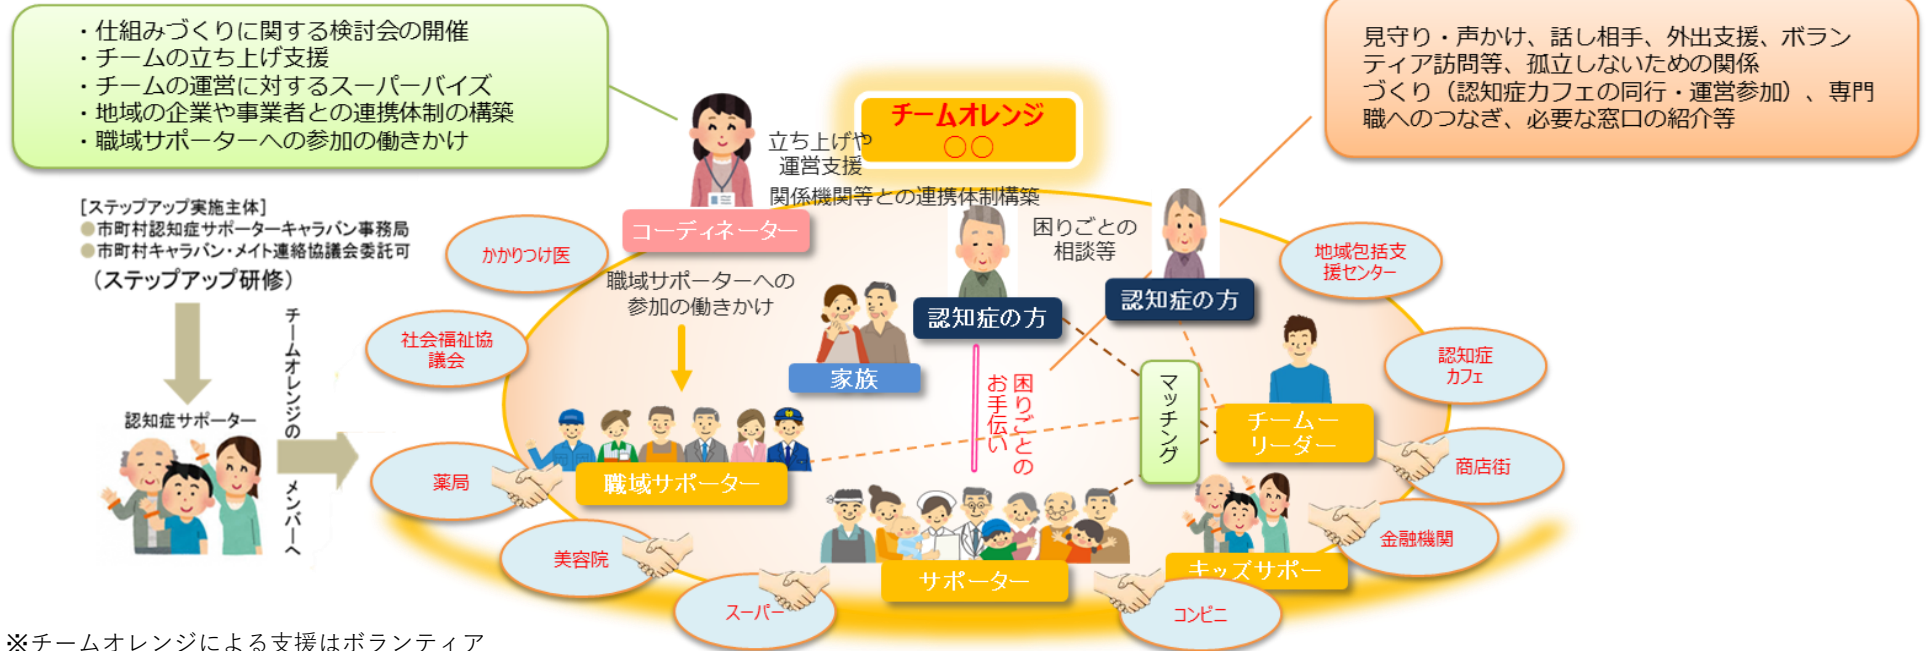 ・仕組みづくりに関する検討会の開催
・チームの立ち上げ支援
・チームの運営に対するスーパーバイズ
・地域の企業や事業者との連携体制の構築
・職域サポーターへの参加の働きかけ
チームオレンジ
○○
見守り・声かけ、話し相手、外出支援、ボラン
ティア訪問等、孤立しないための関係
づくり（認知症カフェの同行・運営参加）、専門
職へのつなぎ、必要な窓口の紹介等
立ち上げや
運営支援
関係機関等との連携体制構築
コーディネーター
[ステップアップ実施主体]
●市町村認知症サポーターキャラバン事務局
●市町村キャラバン・メイト連絡協議会委託可
（ステップアップ研修）
かかりつけ医
困りごとの
相談等
地域包括支
援センター
職域サポーターへの
参加の働きかけ
認知症の方
認知症の方
チームオレンジの
メンバーへ
社会福祉協
議会
家族
困りごとの
お手伝い
マッチング
認知症
カフェ
チームー
リーダー
認知症サポーター
薬局
職域サポーター
商店街
美容院
サポーター
キッズサポー
金融機関
スーパー
コンビニ
※チームオレンジによる支援はボランティア